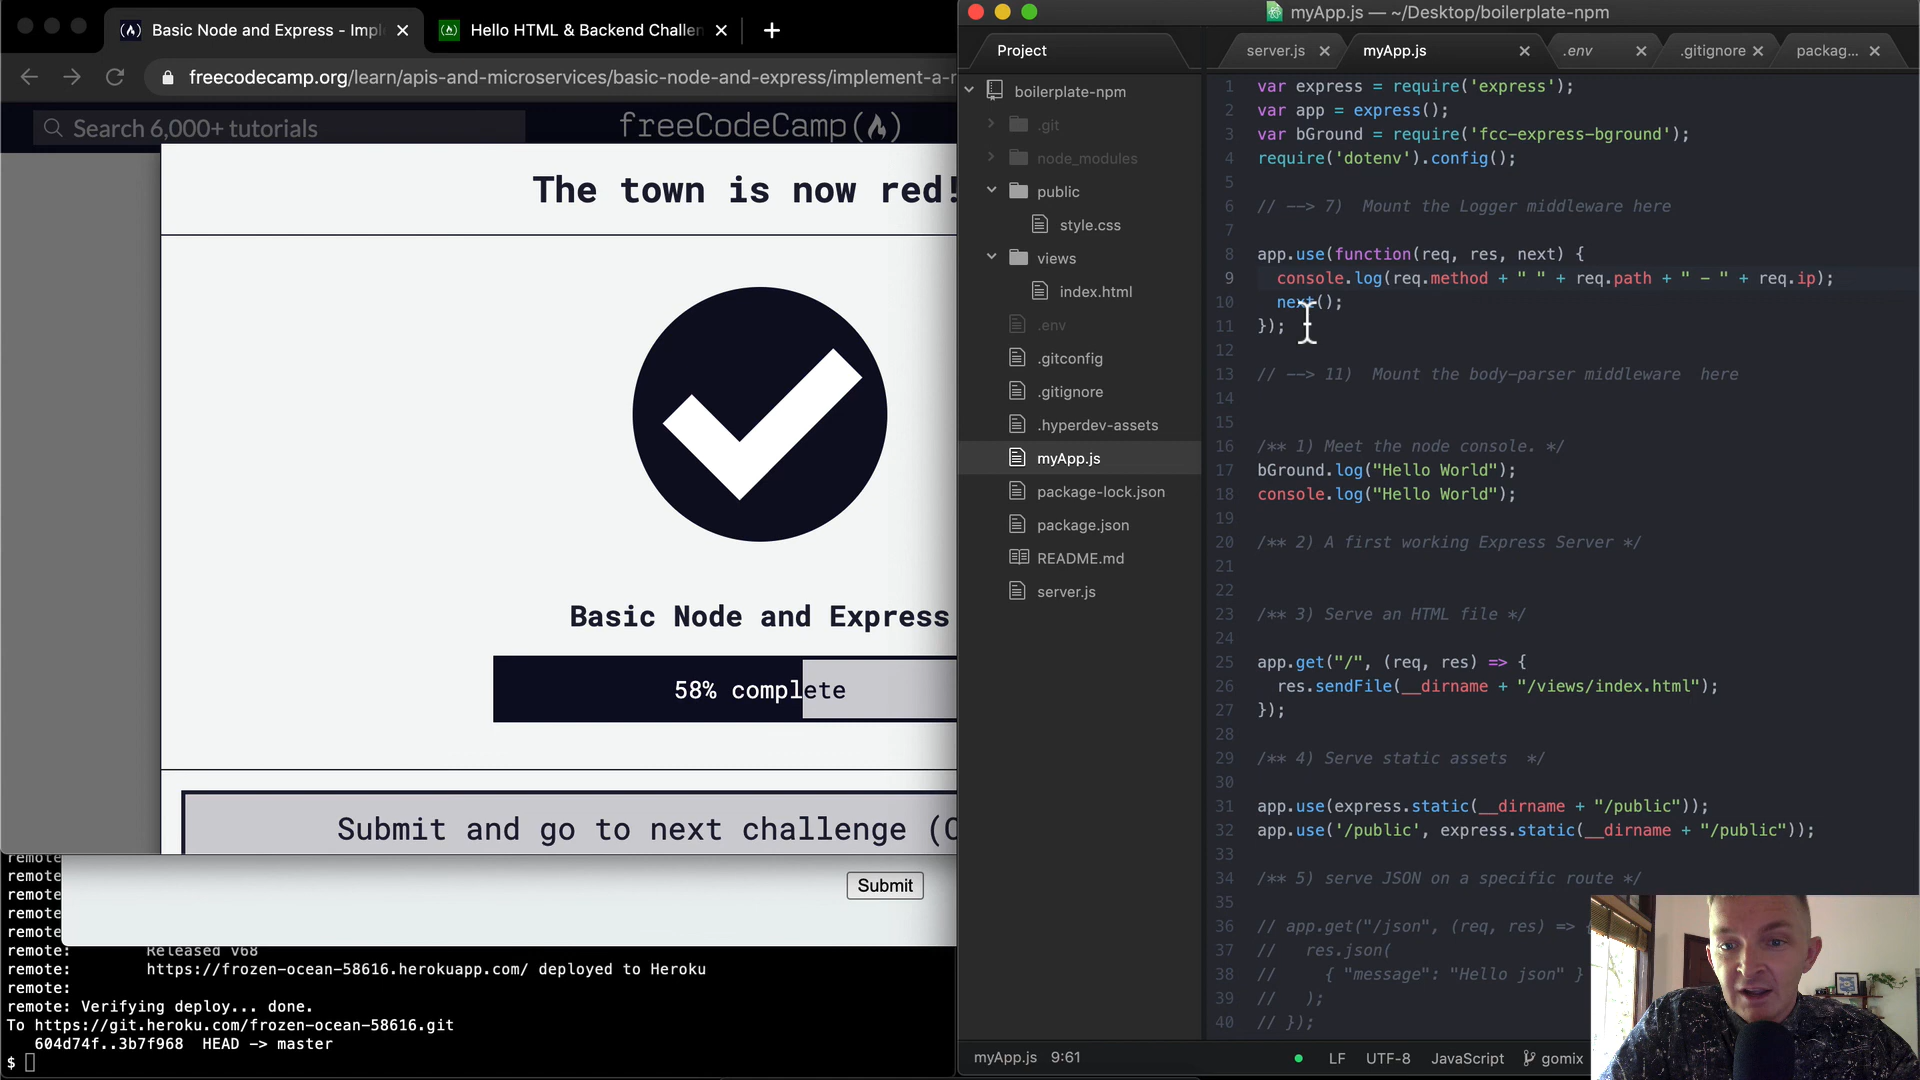 Basic Node and Express - Impl
Hello HTML & Backend Challen
freecodecamp.org/learn/apis-and-microservices/basic-node-and-express/implement-a-r
Search 6,000+ tutorials
freeCodeCamp
The town is now red!
Basic Node and Express
58% complete
Submit and go to next challenge (C
Submit
remote
remote
remote
remote
remote
remote: Released v68
remote: https://frozen-ocean-58616.herokuapp.com/ deployed to Heroku
remote:
remote: Verifying deploy... done.
To https://git.heroku.com/frozen-ocean-58616.git
604d74f..3b7f968 HEAD -> master
$
myApp.js — ~/Desktop/boilerplate-npm
Project
server.js
myApp.js
.env
.gitignore
packag...
boilerplate-npm
.git
node_modules
public
style.css
views
index.html
.env
.gitconfig
.gitignore
.hyperdev-assets
myApp.js
package-lock.json
package.json
README.md
server.js
1 var express = require('express');
2 var app = express();
3 var bGround = require('fcc-express-bground');
4 require('dotenv').config();
5
6 // --> 7) Mount the Logger middleware here
7
8 app.use(function(req, res, next) {
9 console.log(req.method + " " + req.path + " - " + req.ip);
10 next();
11 });
12
13 // --> 11) Mount the body-parser middleware here
14
15
16 /** 1) Meet the node console. */
17 bGround.log("Hello World");
18 console.log("Hello World");
19
20 /** 2) A first working Express Server */
21
22
23 /** 3) Serve an HTML file */
24
25 app.get("/", (req, res) => {
26 res.sendFile(__dirname + "/views/index.html");
27 });
28
29 /** 4) Serve static assets */
30
31 app.use(express.static(__dirname + "/public"));
32 app.use('/public', express.static(__dirname + "/public"));
33
34 /** 5) serve JSON on a specific route */
35
36 // app.get("/json", (req, res) => {
37 // res.json(
38 // { "message": "Hello json" }
39 // );
40 // });
myApp.js 9:61
LF UTF-8 JavaScript gomix